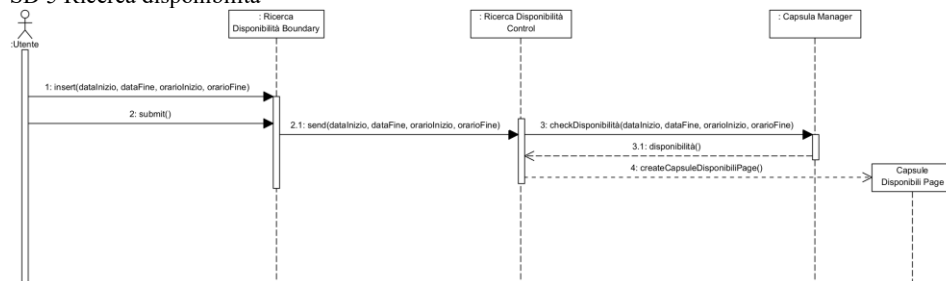 SD 5 Ricerca disponibilità
: Ricerca
Disponibilità Boundary
: Ricerca Disponibilità
Control
: Capsula Manager
:Utente
1: insert(dataInizio, dataFine, orarioInizio, orarioFine)
2: submit()
2.1: send(dataInizio, dataFine, orarioInizio, orarioFine)
3: checkDisponibilità(dataInizio, dataFine, orarioInizio, orarioFine)
3.1: disponibilità()
4: createCapsuleDisponibiliPage()
Capsule
Disponibili Page